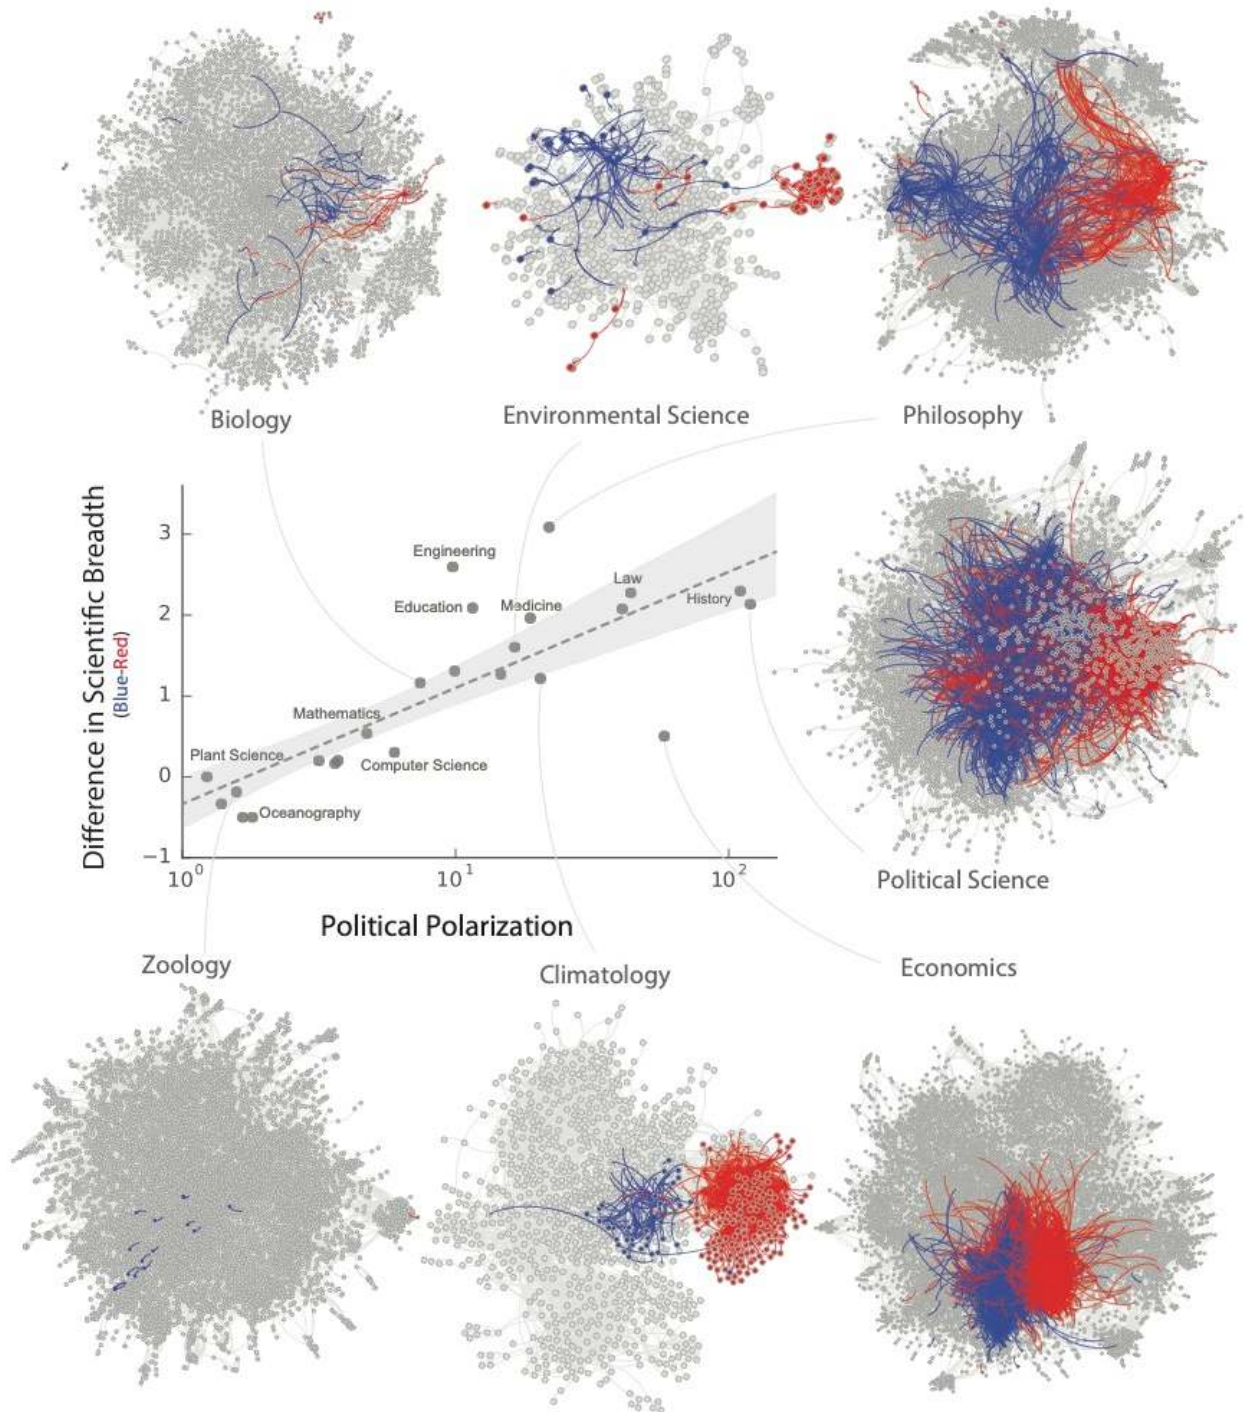 Biology
Environmental Science
Philosophy
Difference in Scientific Breadth
(Blue-Red)
3
2
1
0
−1
Engineering
Education
Medicine
Law
History
Mathematics
Plant Science
Computer Science
Oceanography
10^0
10^1
10^2
Political Polarization
Political Science
Zoology
Climatology
Economics